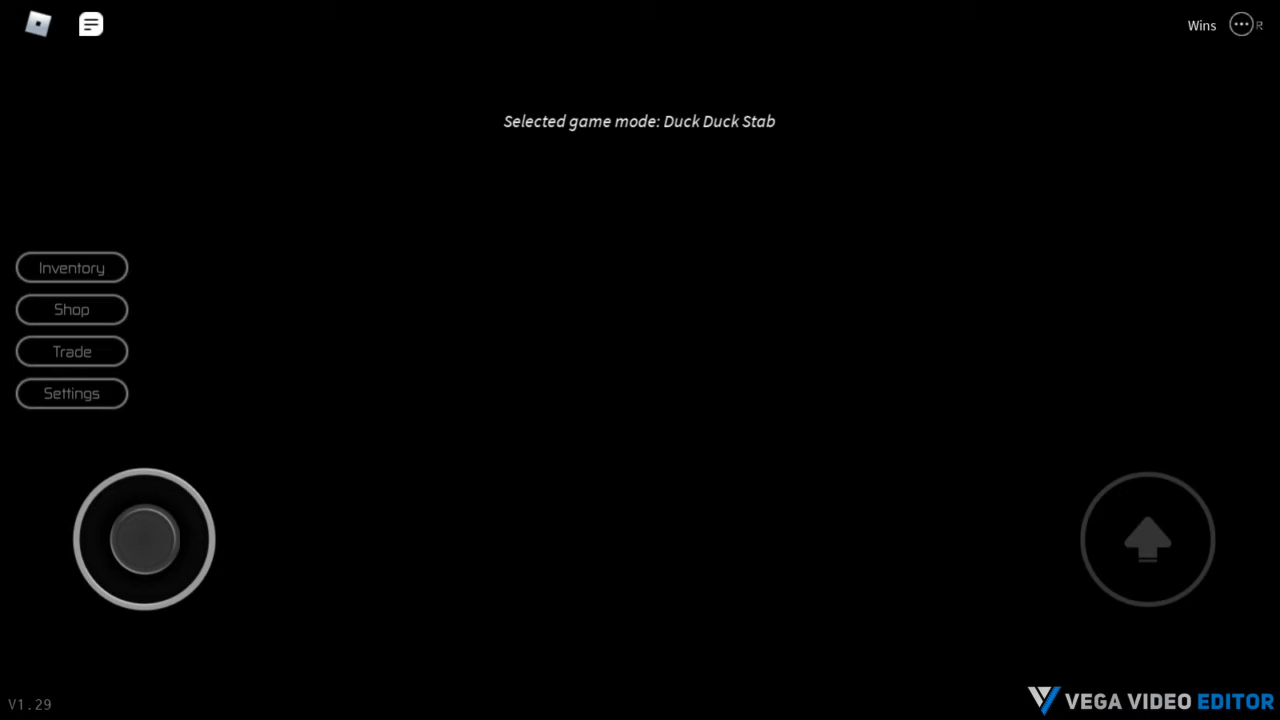 Wins
R
Selected game mode: Duck Duck Stab
Inventory
Shop
Trade
Settings
V1.29
VEGA VIDEO EDITOR